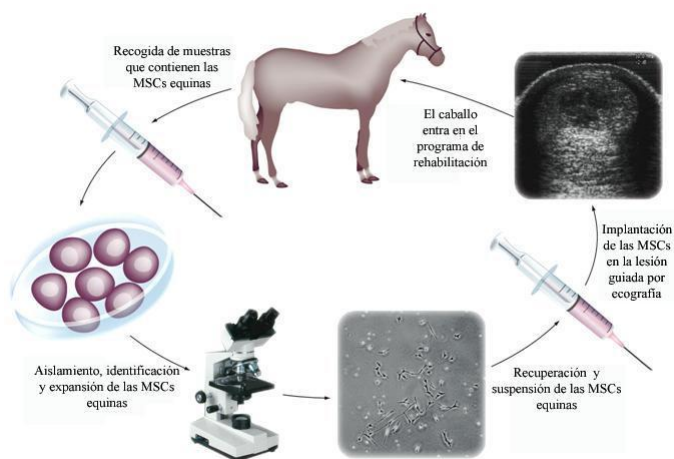 Recogida de muestras
que contienen las
MSCs equinas
El caballo
entra en el
programa de
rehabilitación
Implantación
de las MSCs
en la lesión
guiada por
ecografía
Aislamiento, identificación
y expansión de las MSCs
equinas
Recuperación y
suspensión de las MSCs
equinas